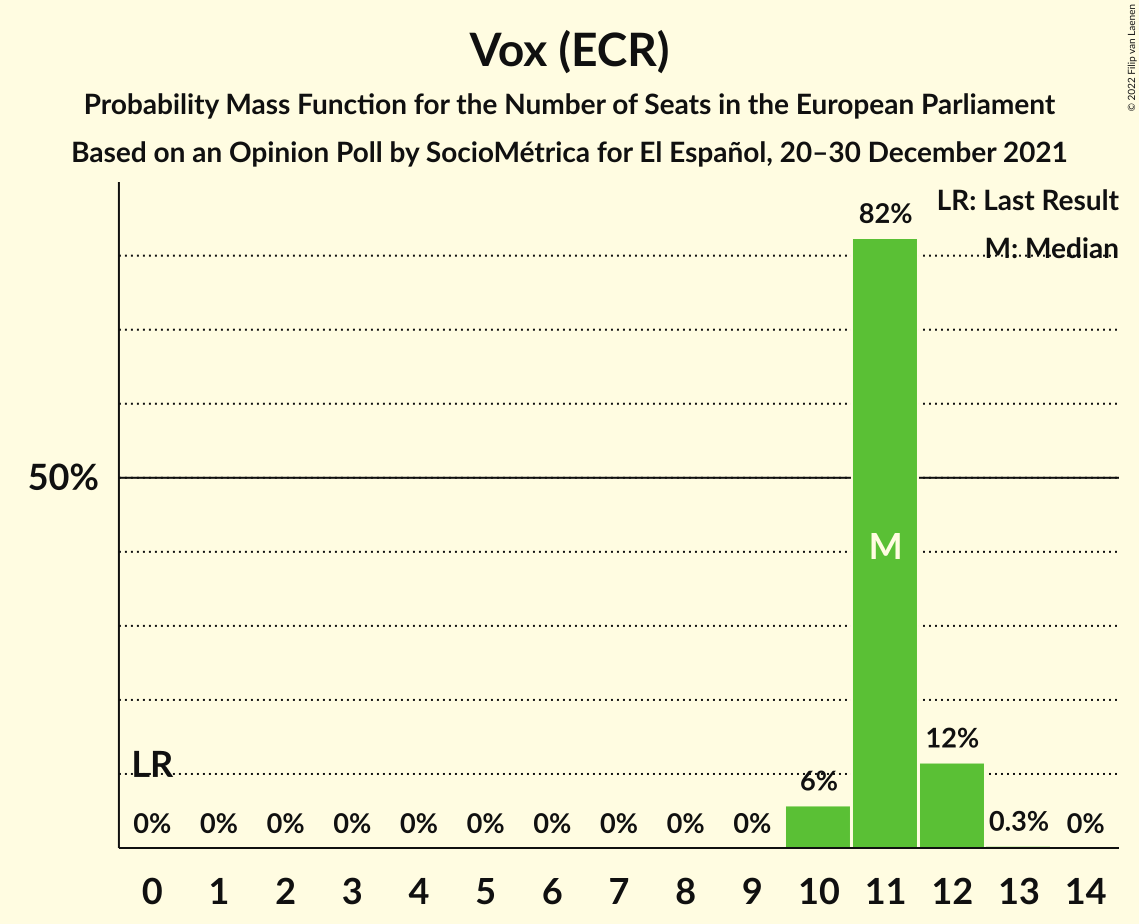 Vox (ECR)
Probability Mass Function for the Number of Seats in the European Parliament
Based on an Opinion Poll by SocioMétrica for El Español, 20–30 December 2021
© 2022 Filip van Laenen
LR: Last Result
M: Median
82%
50%
M
12%
LR
6%
0% 0% 0% 0% 0% 0% 0% 0% 0% 0% 0.3% 0%
0 1 2 3 4 5 6 7 8 9 10 11 12 13 14